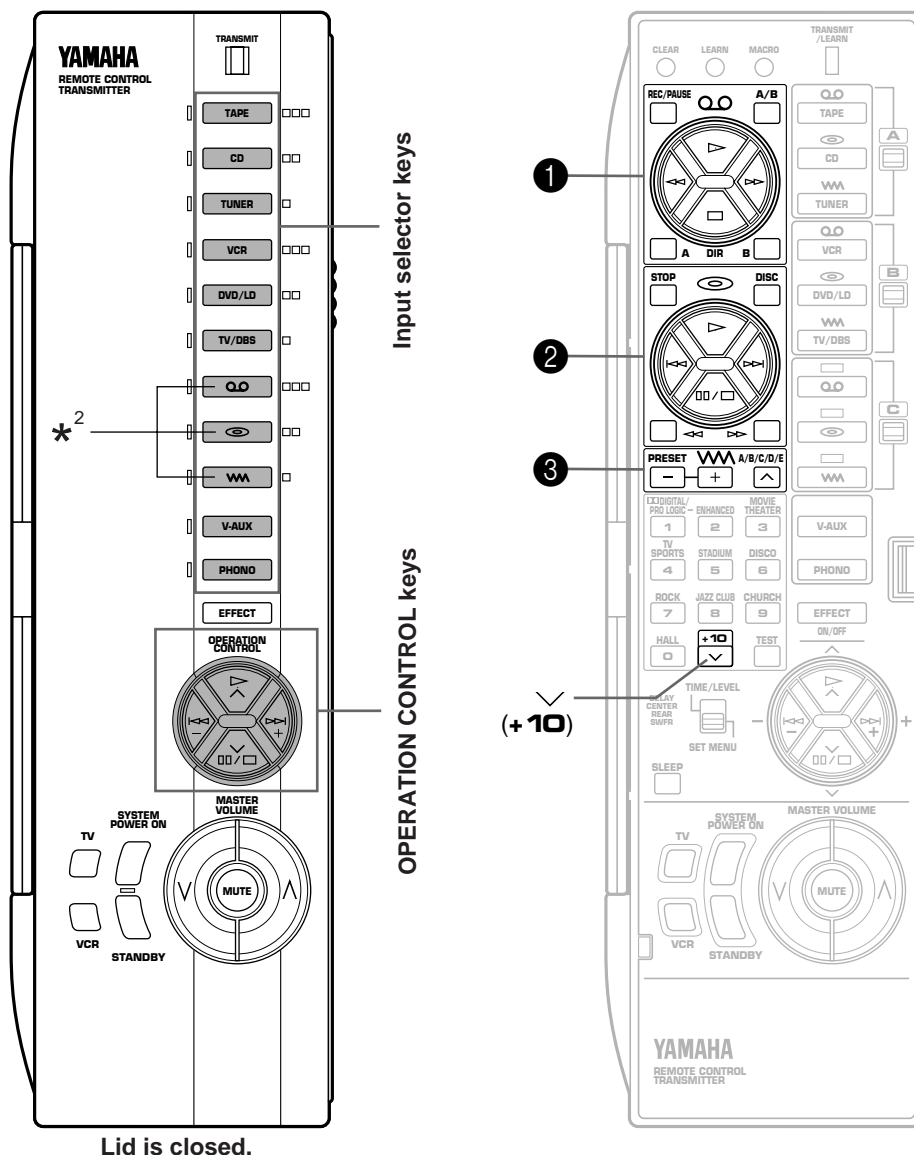 YAMAHA
REMOTE CONTROL
TRANSMITTER
TRANSMIT
TAPE
CD
TUNER
VCR
DVD/LD
TV/DBS
V-AUX
PHONO
EFFECT
OPERATION
CONTROL
– +
MASTER
VOLUME
SYSTEM
POWER ON
TV
MUTE
VCR
STANDBY
*2
Input selector keys
OPERATION CONTROL keys
Lid is closed.
TRANSMIT
/LEARN
CLEAR LEARN MACRO
REC/PAUSE A/B
A DIR B
STOP DISC
PRESET A/B/C/D/E
– +
1
2
3
TAPE
CD
TUNER
A
VCR
DVD/LD
TV/DBS
B
C
V-AUX
PHONO
DIGITAL/
PRO LOGIC – ENHANCED
MOVIE
THEATER
1 2 3
TV
SPORTS STADIUM DISCO
4 5 6
ROCK JAZZ CLUB CHURCH
7 8 9
HALL +10 TEST
0
EFFECT
ON/OFF
(+10)
TIME/LEVEL
DELAY
CENTER
REAR
SWFR
SET MENU
– – + +
SLEEP
SYSTEM
POWER ON
MASTER VOLUME
TV
MUTE
VCR
STANDBY
YAMAHA
REMOTE CONTROL
TRANSMITTER